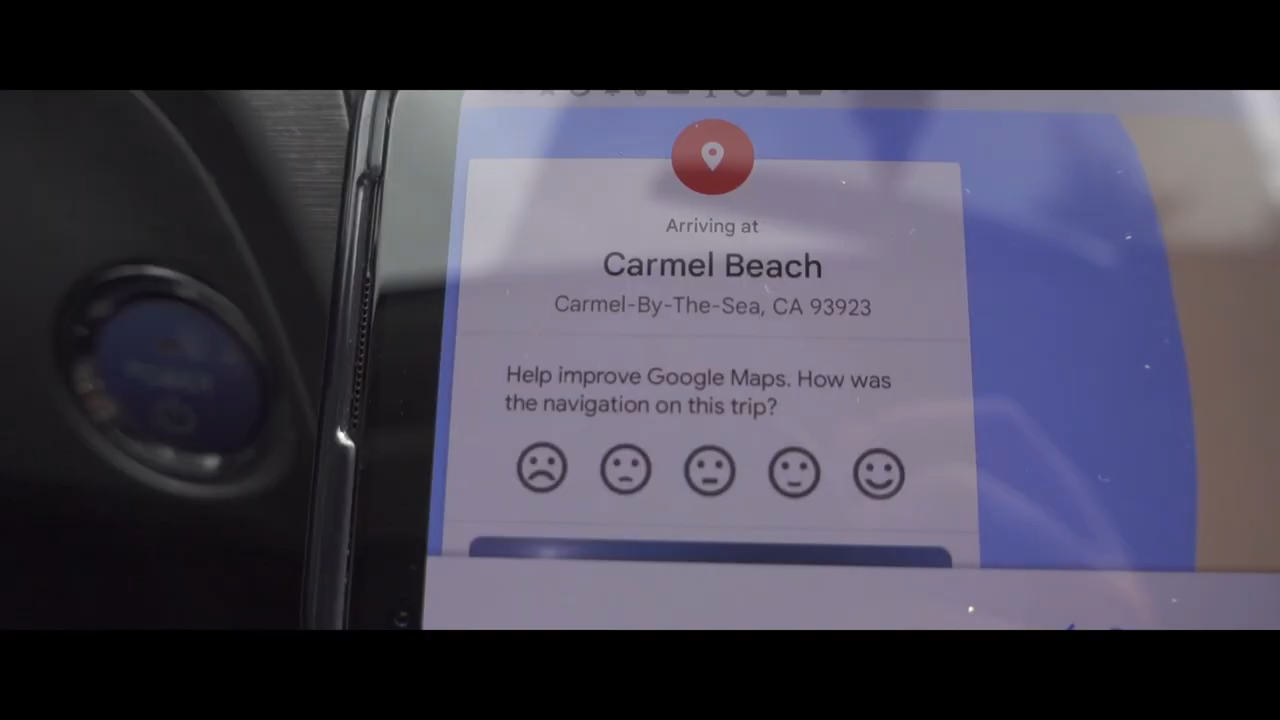 Arriving at
Carmel Beach
Carmel-By-The-Sea, CA 93923
Help improve Google Maps. How was
the navigation on this trip?